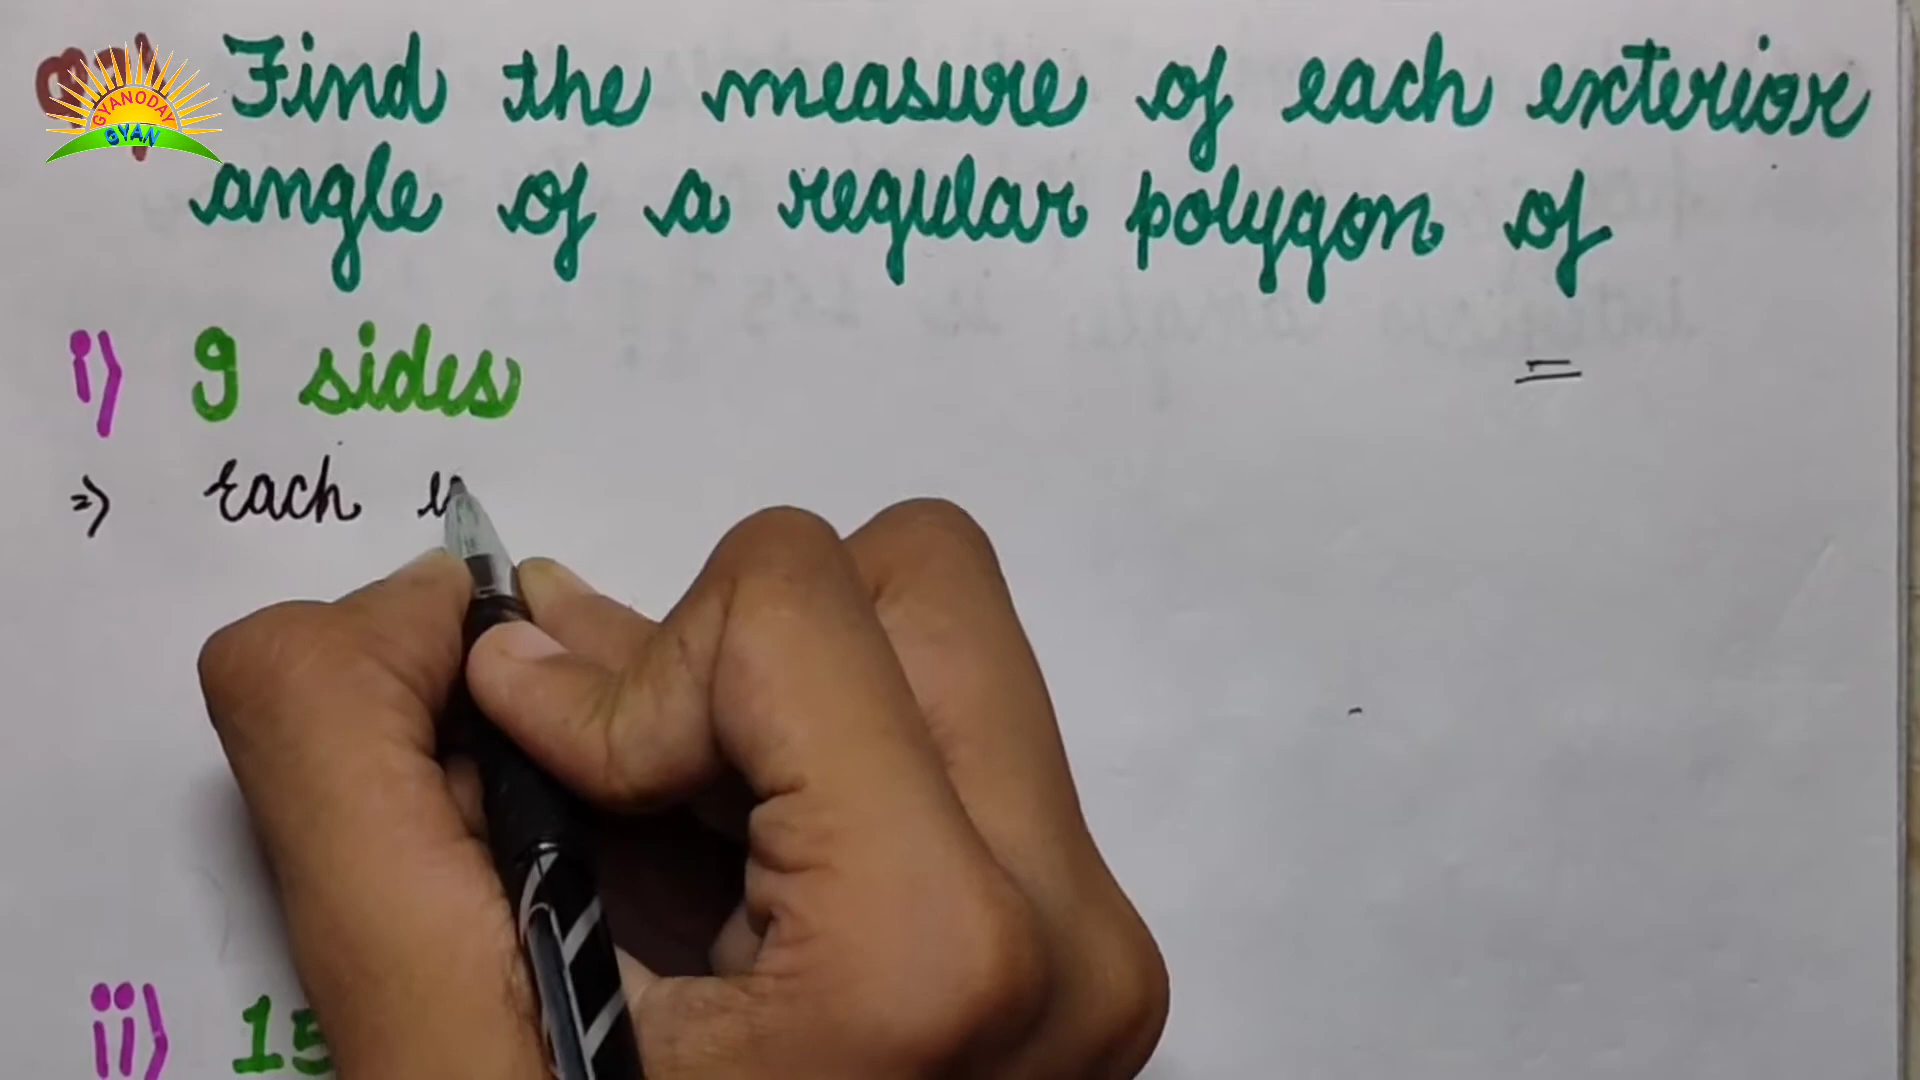 GYANODAY
GYAN
Find the measure of each exterior
angle of a regular polygon of
i) 9 sides
=> Each
ii) 15